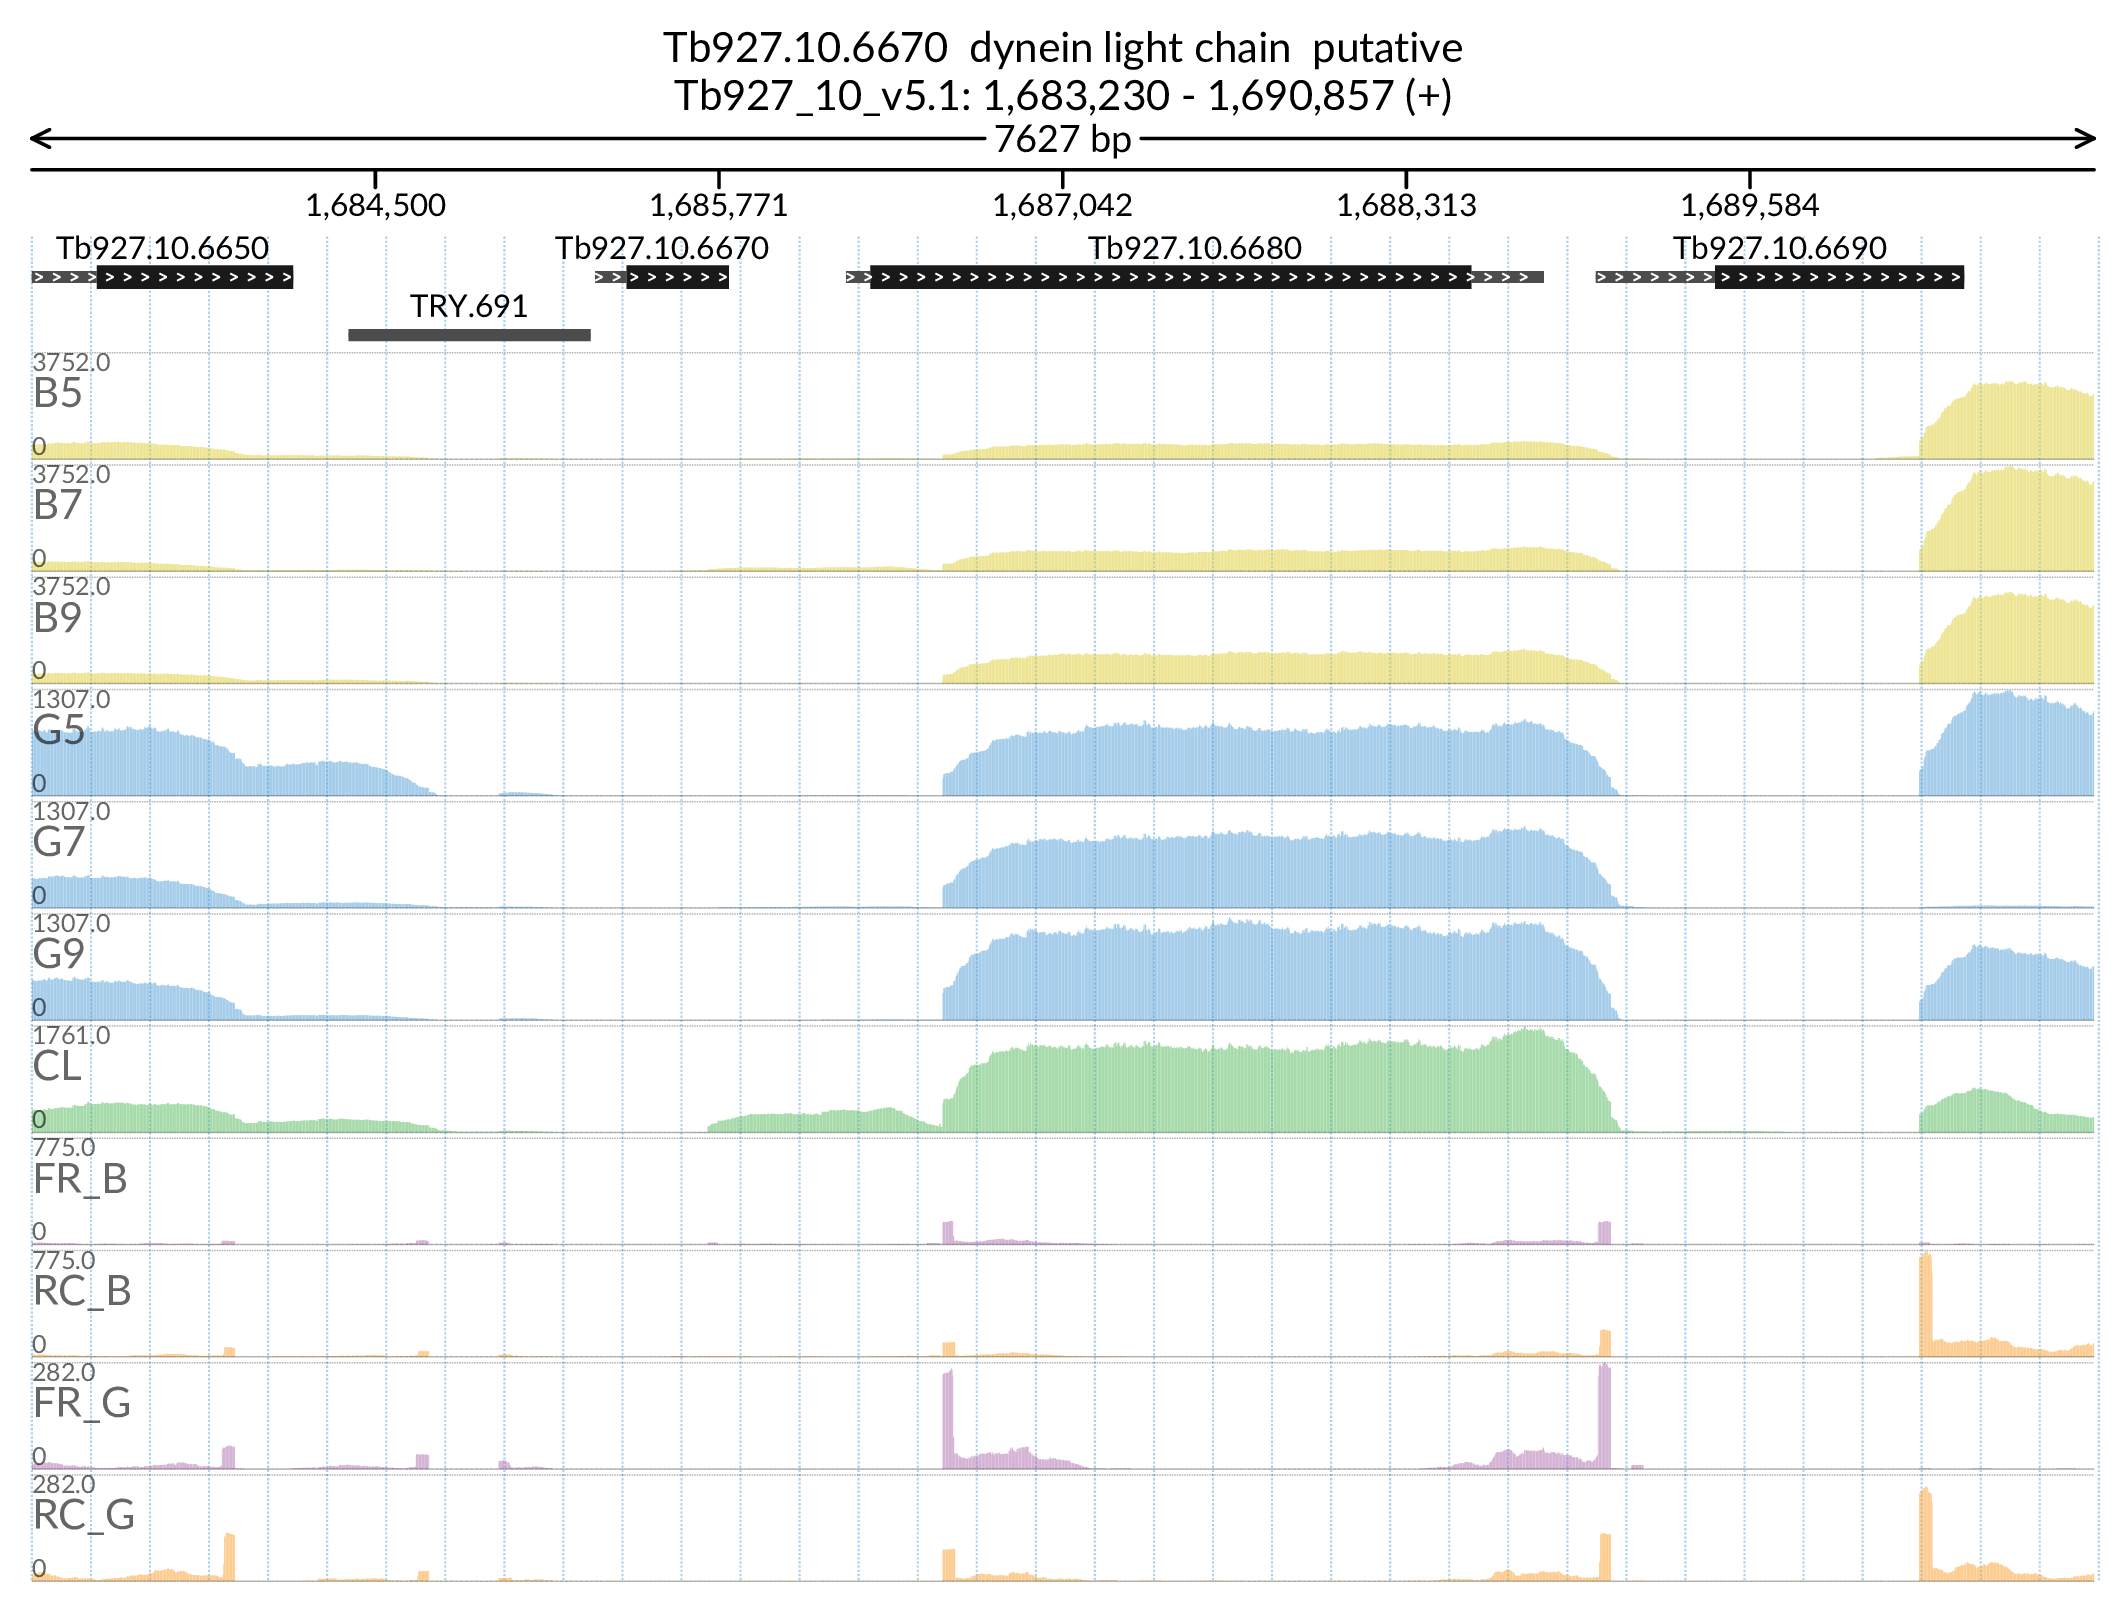 Tb927.10.6670  dynein light chain  putative
Tb927_10_v5.1: 1,683,230 - 1,690,857 (+)
7627 bp
1,684,500 1,685,771 1,687,042 1,688,313 1,689,584
Tb927.10.6650 Tb927.10.6670 Tb927.10.6680 Tb927.10.6690
TRY.691
3752.0
B5
0
3752.0
B7
0
3752.0
B9
0
1307.0
G5
0
1307.0
G7
0
1307.0
G9
0
1761.0
CL
0
775.0
FR_B
0
775.0
RC_B
0
282.0
FR_G
0
282.0
RC_G
0